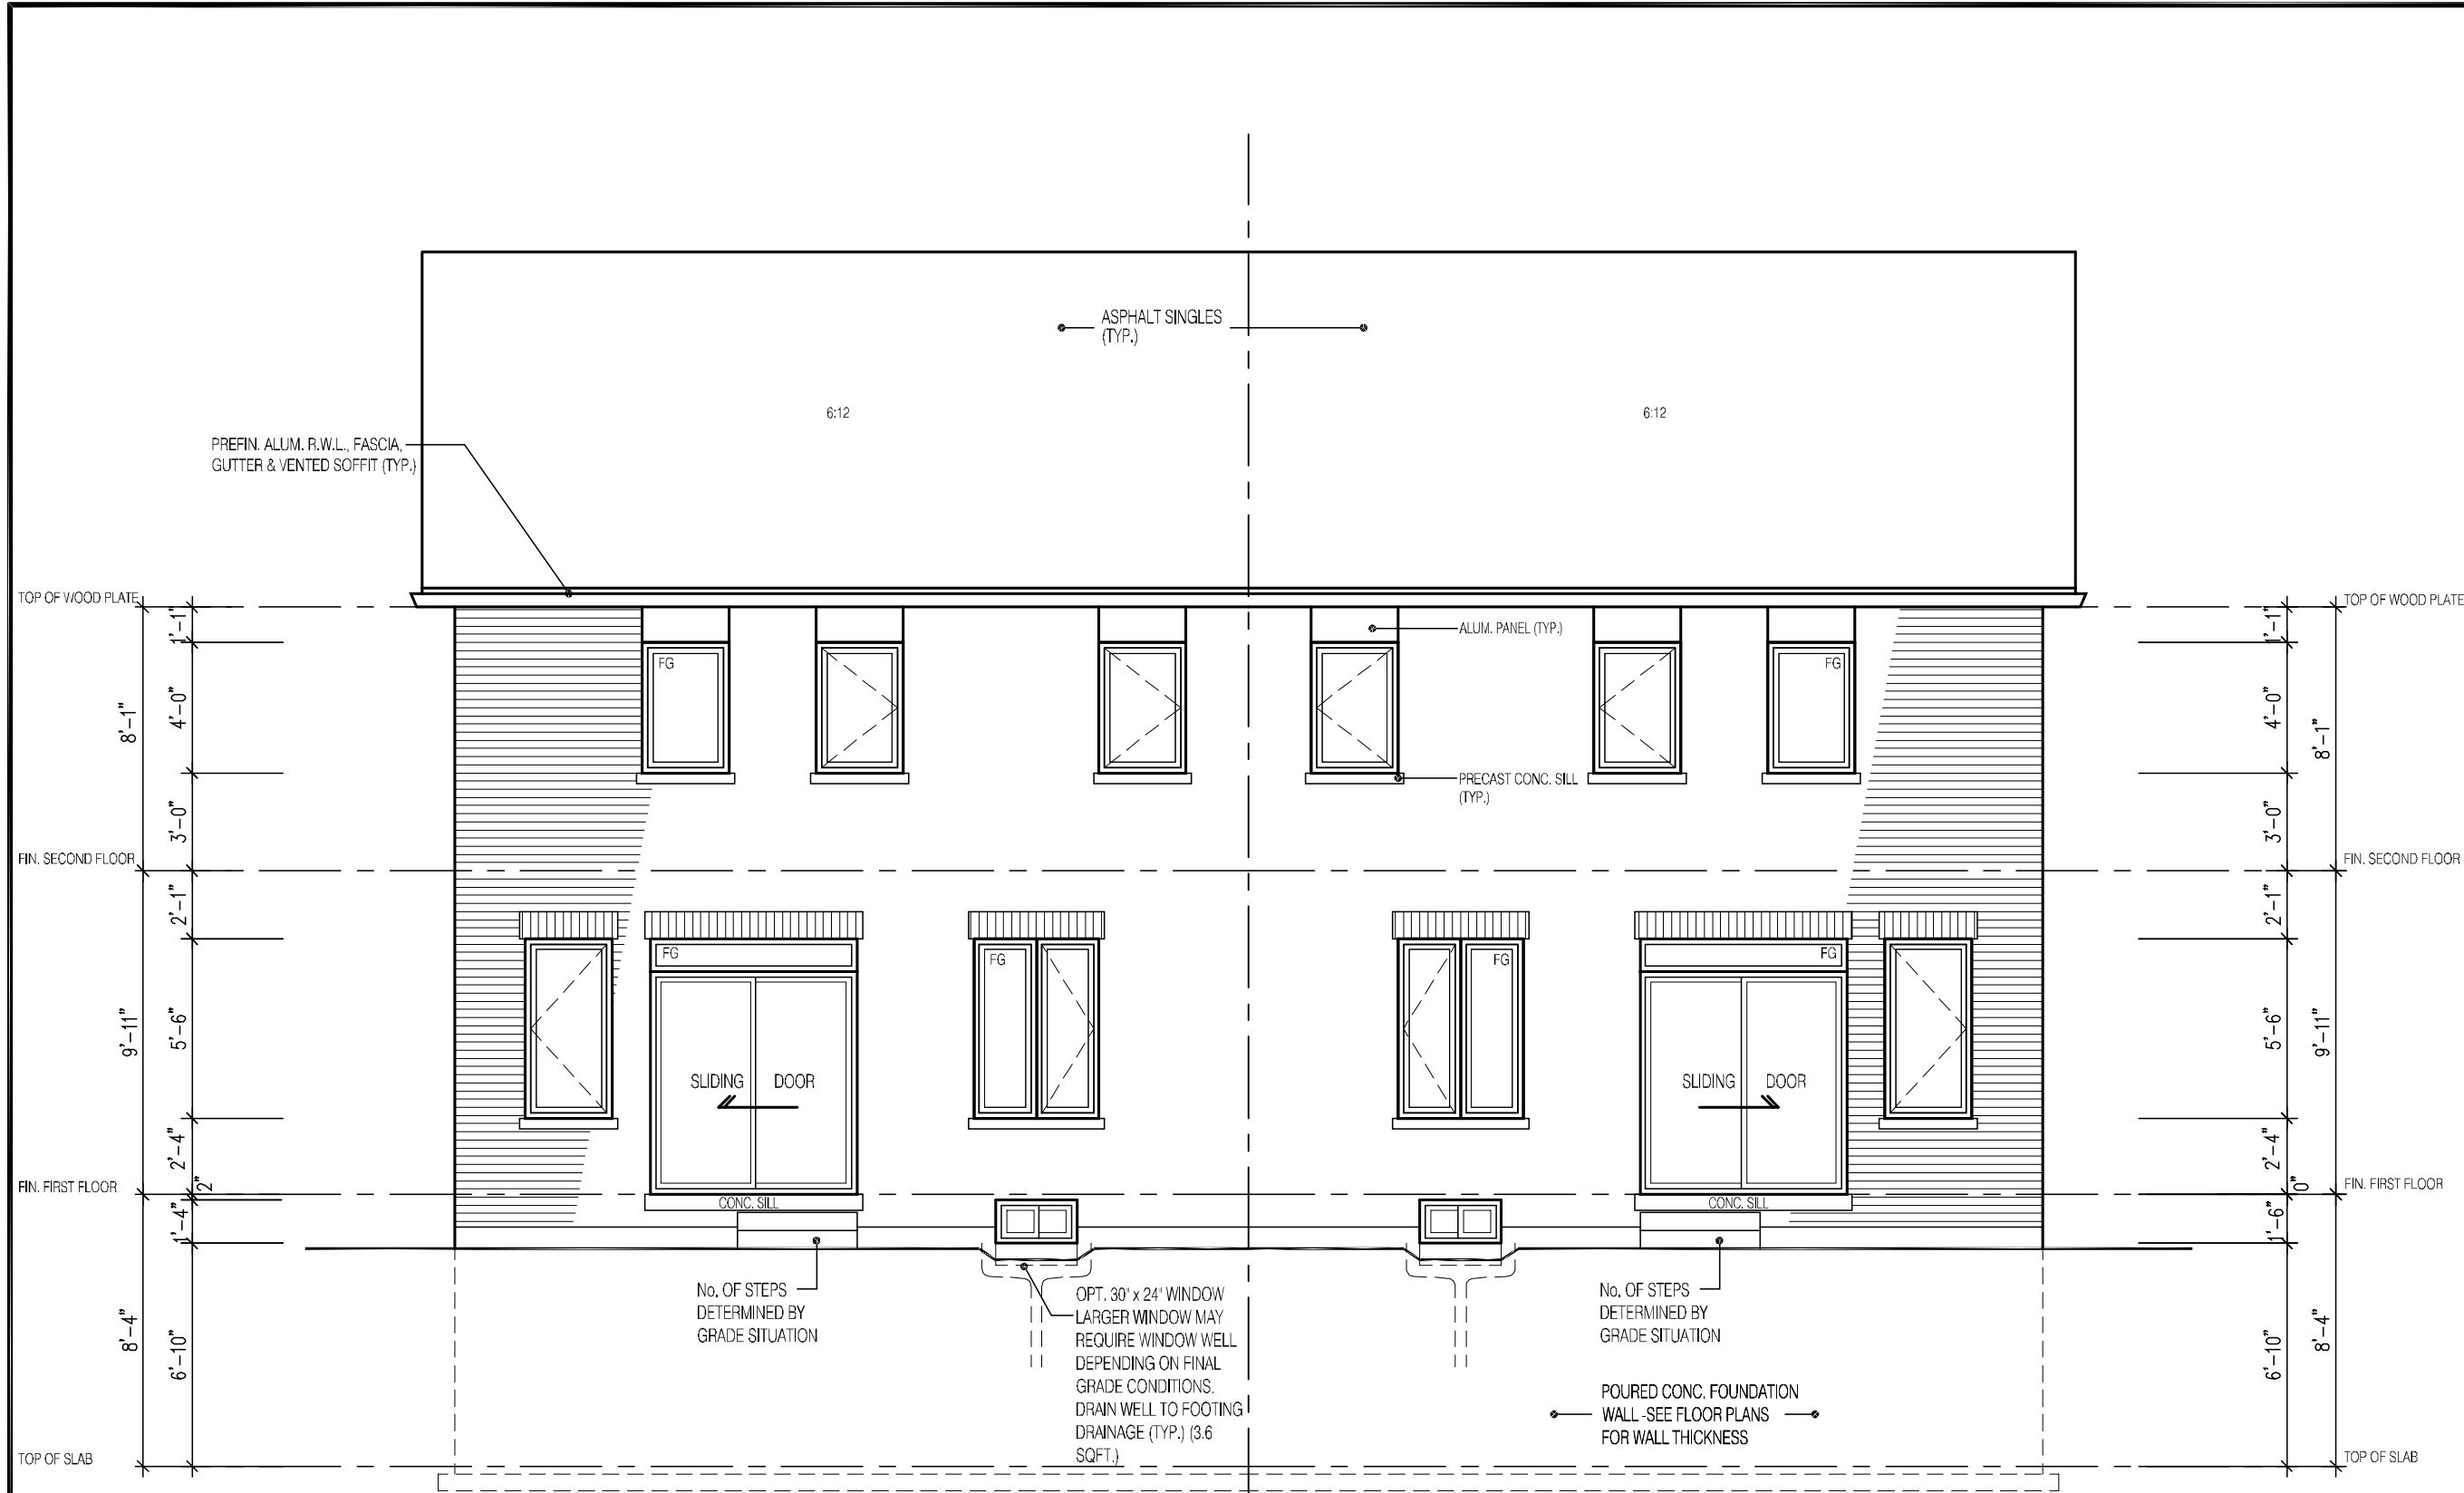 ASPHALT SINGLES
(TYP.)
6:12
6:12
PREFIN. ALUM. R.W.L., FASCIA,
GUTTER & VENTED SOFFIT (TYP.)
TOP OF WOOD PLATE
TOP OF WOOD PLATE
1'-1"
1'-1"
ALUM. PANEL (TYP.)
FG
FG
8'-1"
4'-0"
4'-0"
8'-1"
PRECAST CONC. SILL
(TYP.)
3'-0"
3'-0"
FIN. SECOND FLOOR
FIN. SECOND FLOOR
2'-1"
2'-1"
FG
FG
FG
FG
9'-11"
5'-6"
5'-6"
9'-11"
SLIDING DOOR
SLIDING DOOR
2'-4"
2'-4"
FIN. FIRST FLOOR
2"
0"
FIN. FIRST FLOOR
CONC. SILL
CONC. SILL
1'-4"
1'-6"
No. OF STEPS
DETERMINED BY
GRADE SITUATION
OPT. 30" x 24" WINDOW
LARGER WINDOW MAY
REQUIRE WINDOW WELL
DEPENDING ON FINAL
GRADE CONDITIONS.
DRAIN WELL TO FOOTING
DRAINAGE (TYP.) (3.6
SQFT.)
No. OF STEPS
DETERMINED BY
GRADE SITUATION
8'-4"
6'-10"
6'-10"
8'-4"
POURED CONC. FOUNDATION
WALL -SEE FLOOR PLANS
FOR WALL THICKNESS
TOP OF SLAB
TOP OF SLAB